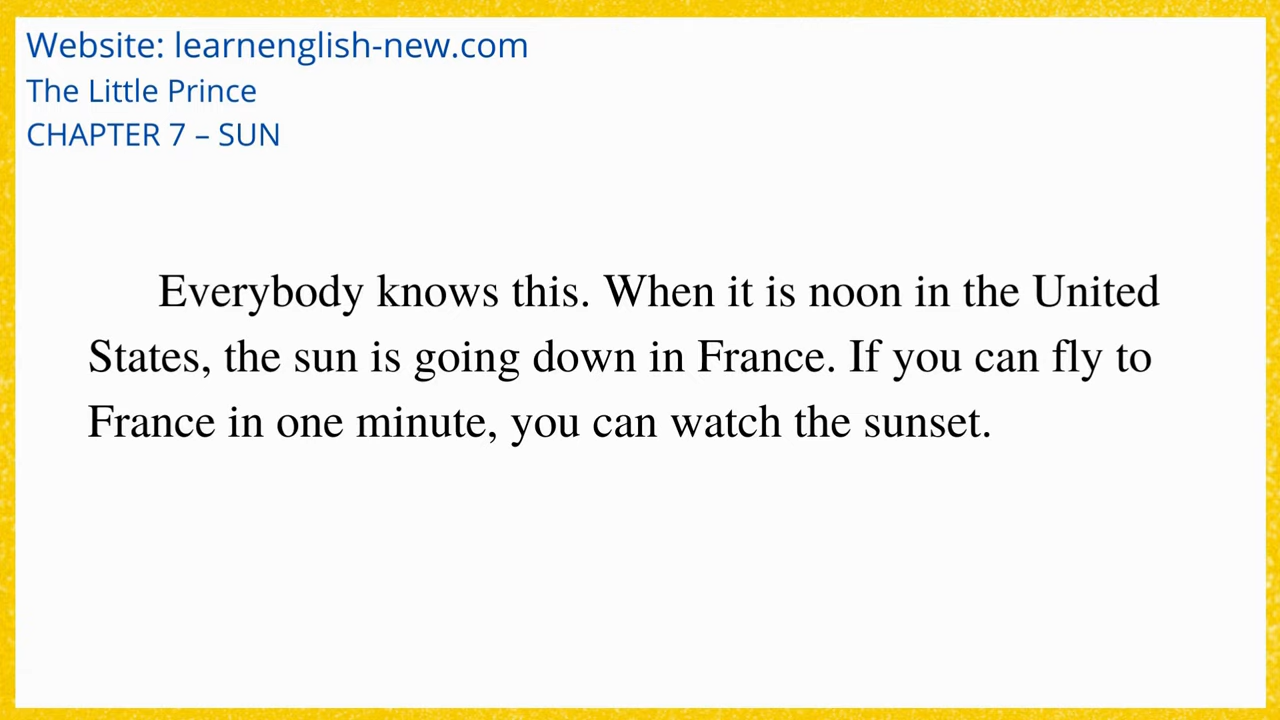 Website: learnenglish-new.com
The Little Prince
CHAPTER 7 – SUN
Everybody knows this. When it is noon in the United
States, the sun is going down in France. If you can fly to
France in one minute, you can watch the sunset.